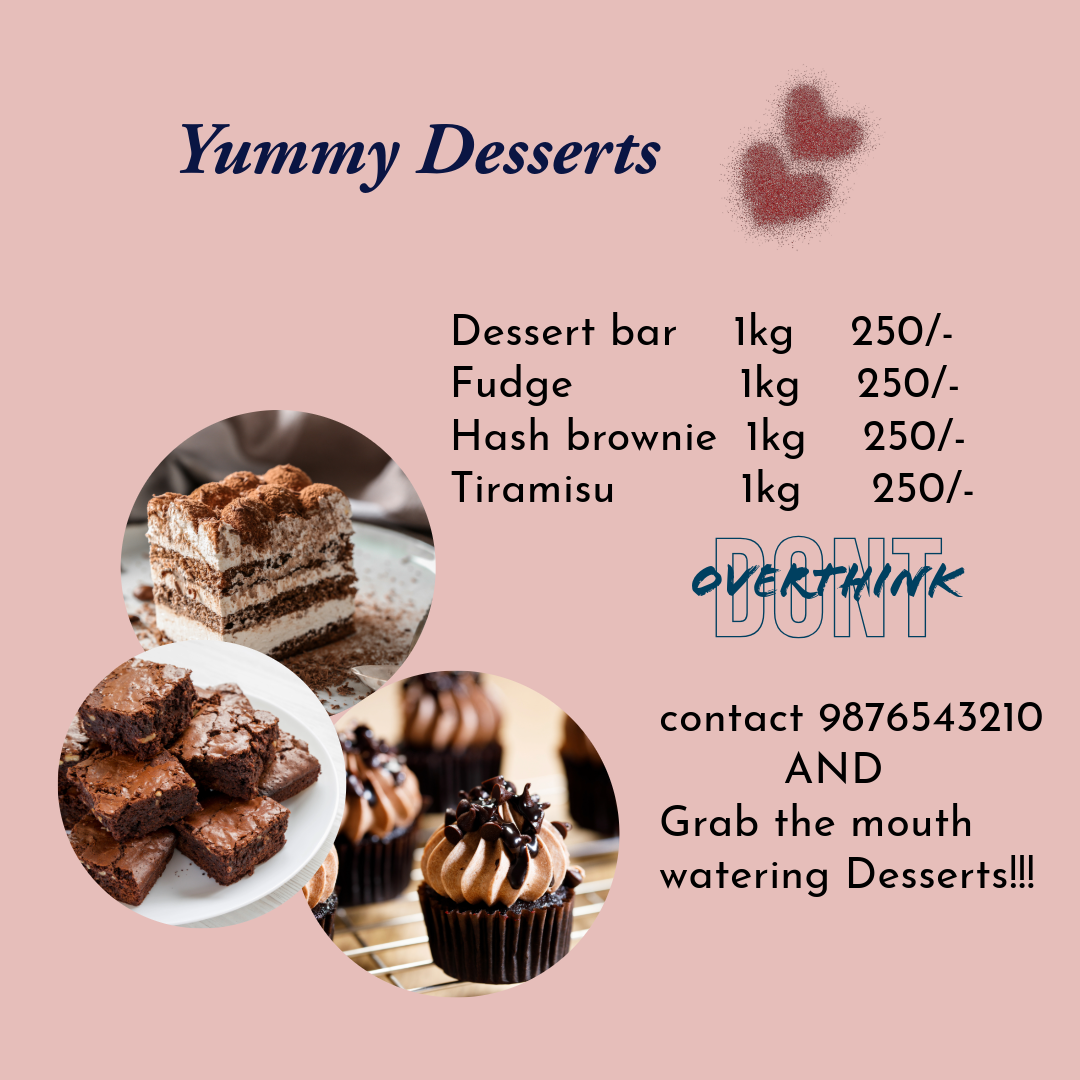 Yummy Desserts
Dessert bar 1kg 250/-
Fudge 1kg 250/-
Hash brownie 1kg 250/-
Tiramisu 1kg 250/-
DONT
OVERTHINK
contact 9876543210
AND
Grab the mouth
watering Desserts!!!